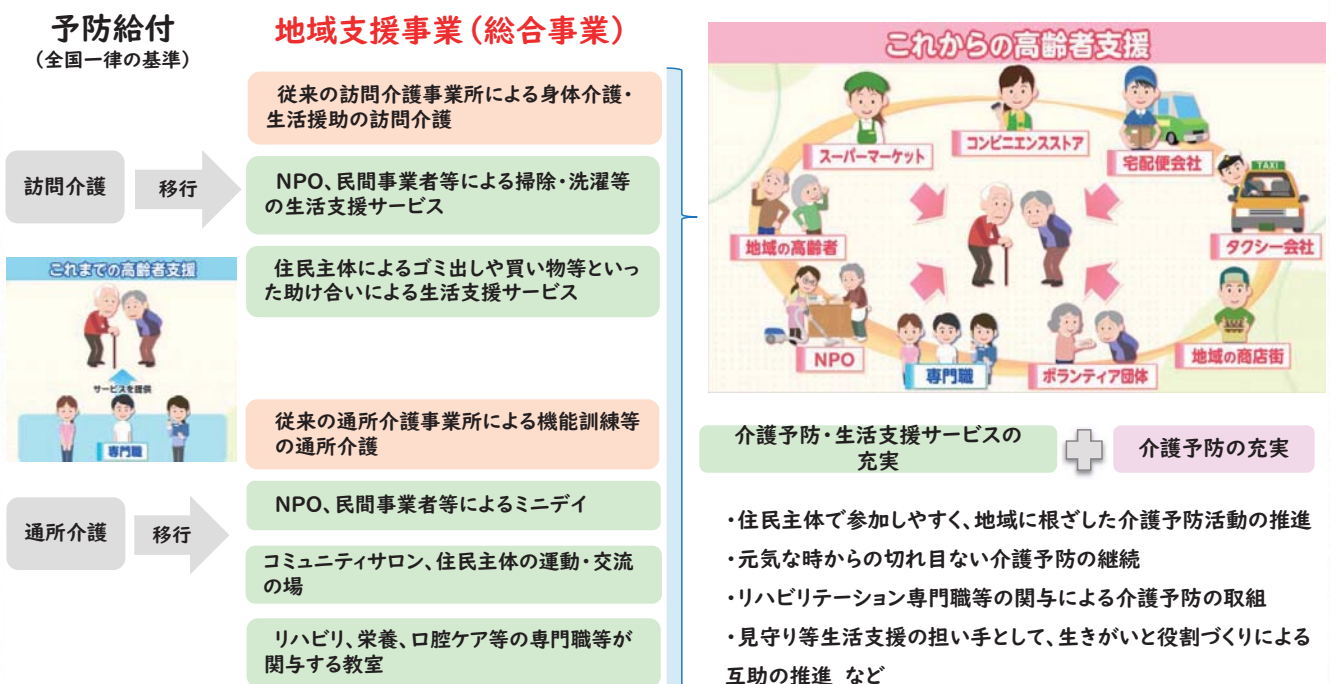 予防給付
(全国一律の基準)
地域支援事業(総合事業)
訪問介護
移行
従来の訪問介護事業所による身体介護・
生活援助の訪問介護
NPO、民間事業者等による掃除・洗濯等
の生活支援サービス
住民主体によるゴミ出しや買い物等といっ
た助け合いによる生活支援サービス
これまでの高齢者支援
サービスを提供
専門職
通所介護
移行
従来の通所介護事業所による機能訓練等
の通所介護
NPO、民間事業者等によるミニデイ
コミュニティサロン、住民主体の運動・交流
の場
リハビリ、栄養、口腔ケア等の専門職等が
関与する教室
これからの高齢者支援
スーパーマーケット
コンビニエンスストア
宅配便会社
TAXI
地域の高齢者
タクシー会社
NPO
専門職
ボランティア団体
地域の商店街
介護予防・生活支援サービスの
充実
介護予防の充実
・住民主体で参加しやすく、地域に根ざした介護予防活動の推進
・元気な時からの切れ目ない介護予防の継続
・リハビリテーション専門職等の関与による介護予防の取組
・見守り等生活支援の担い手として、生きがいと役割づくりによる
互助の推進 など